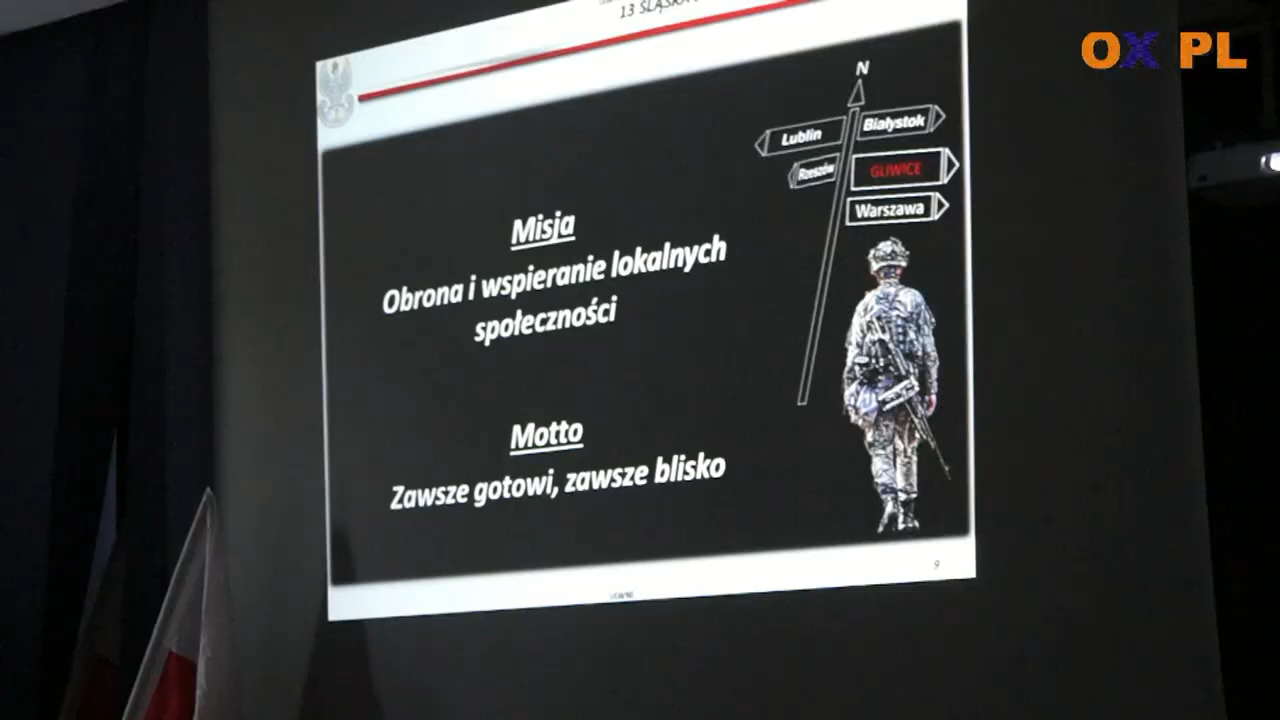 13 ŚLĄSKA
OX PL
N
Lublin
Białystok
Rzeszów
GLIWICE
Warszawa
Misja
Obrona i wspieranie lokalnych
społeczności
Motto
Zawsze gotowi, zawsze blisko
9